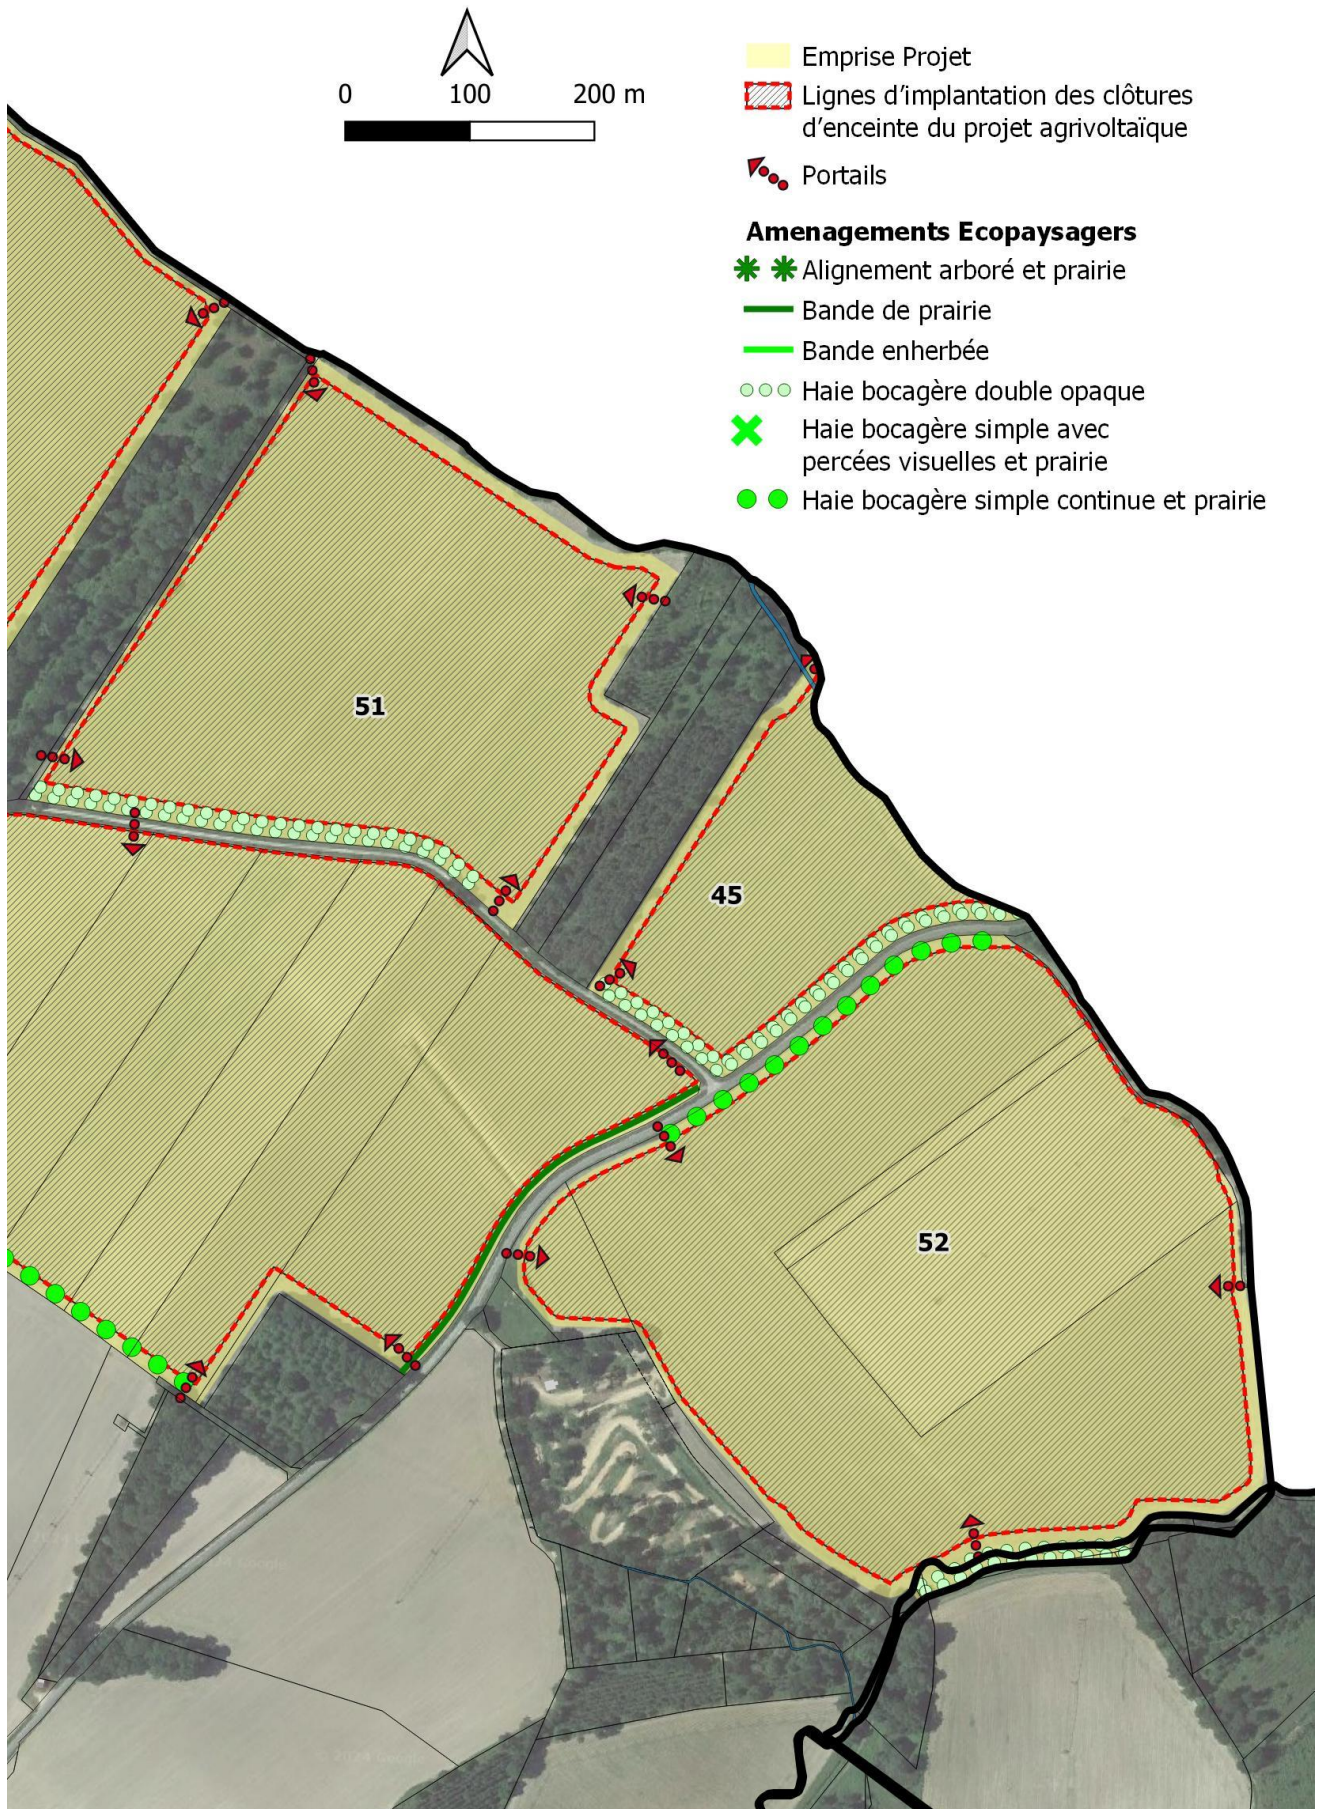 0 100 200 m
Emprise Projet
Lignes d'implantation des clôtures
d'enceinte du projet agrivoltaïque
Portails
Amenagements Ecopaysagers
Alignement arboré et prairie
Bande de prairie
Bande enherbée
Haie bocagère double opaque
Haie bocagère simple avec
percées visuelles et prairie
Haie bocagère simple continue et prairie
51
45
52